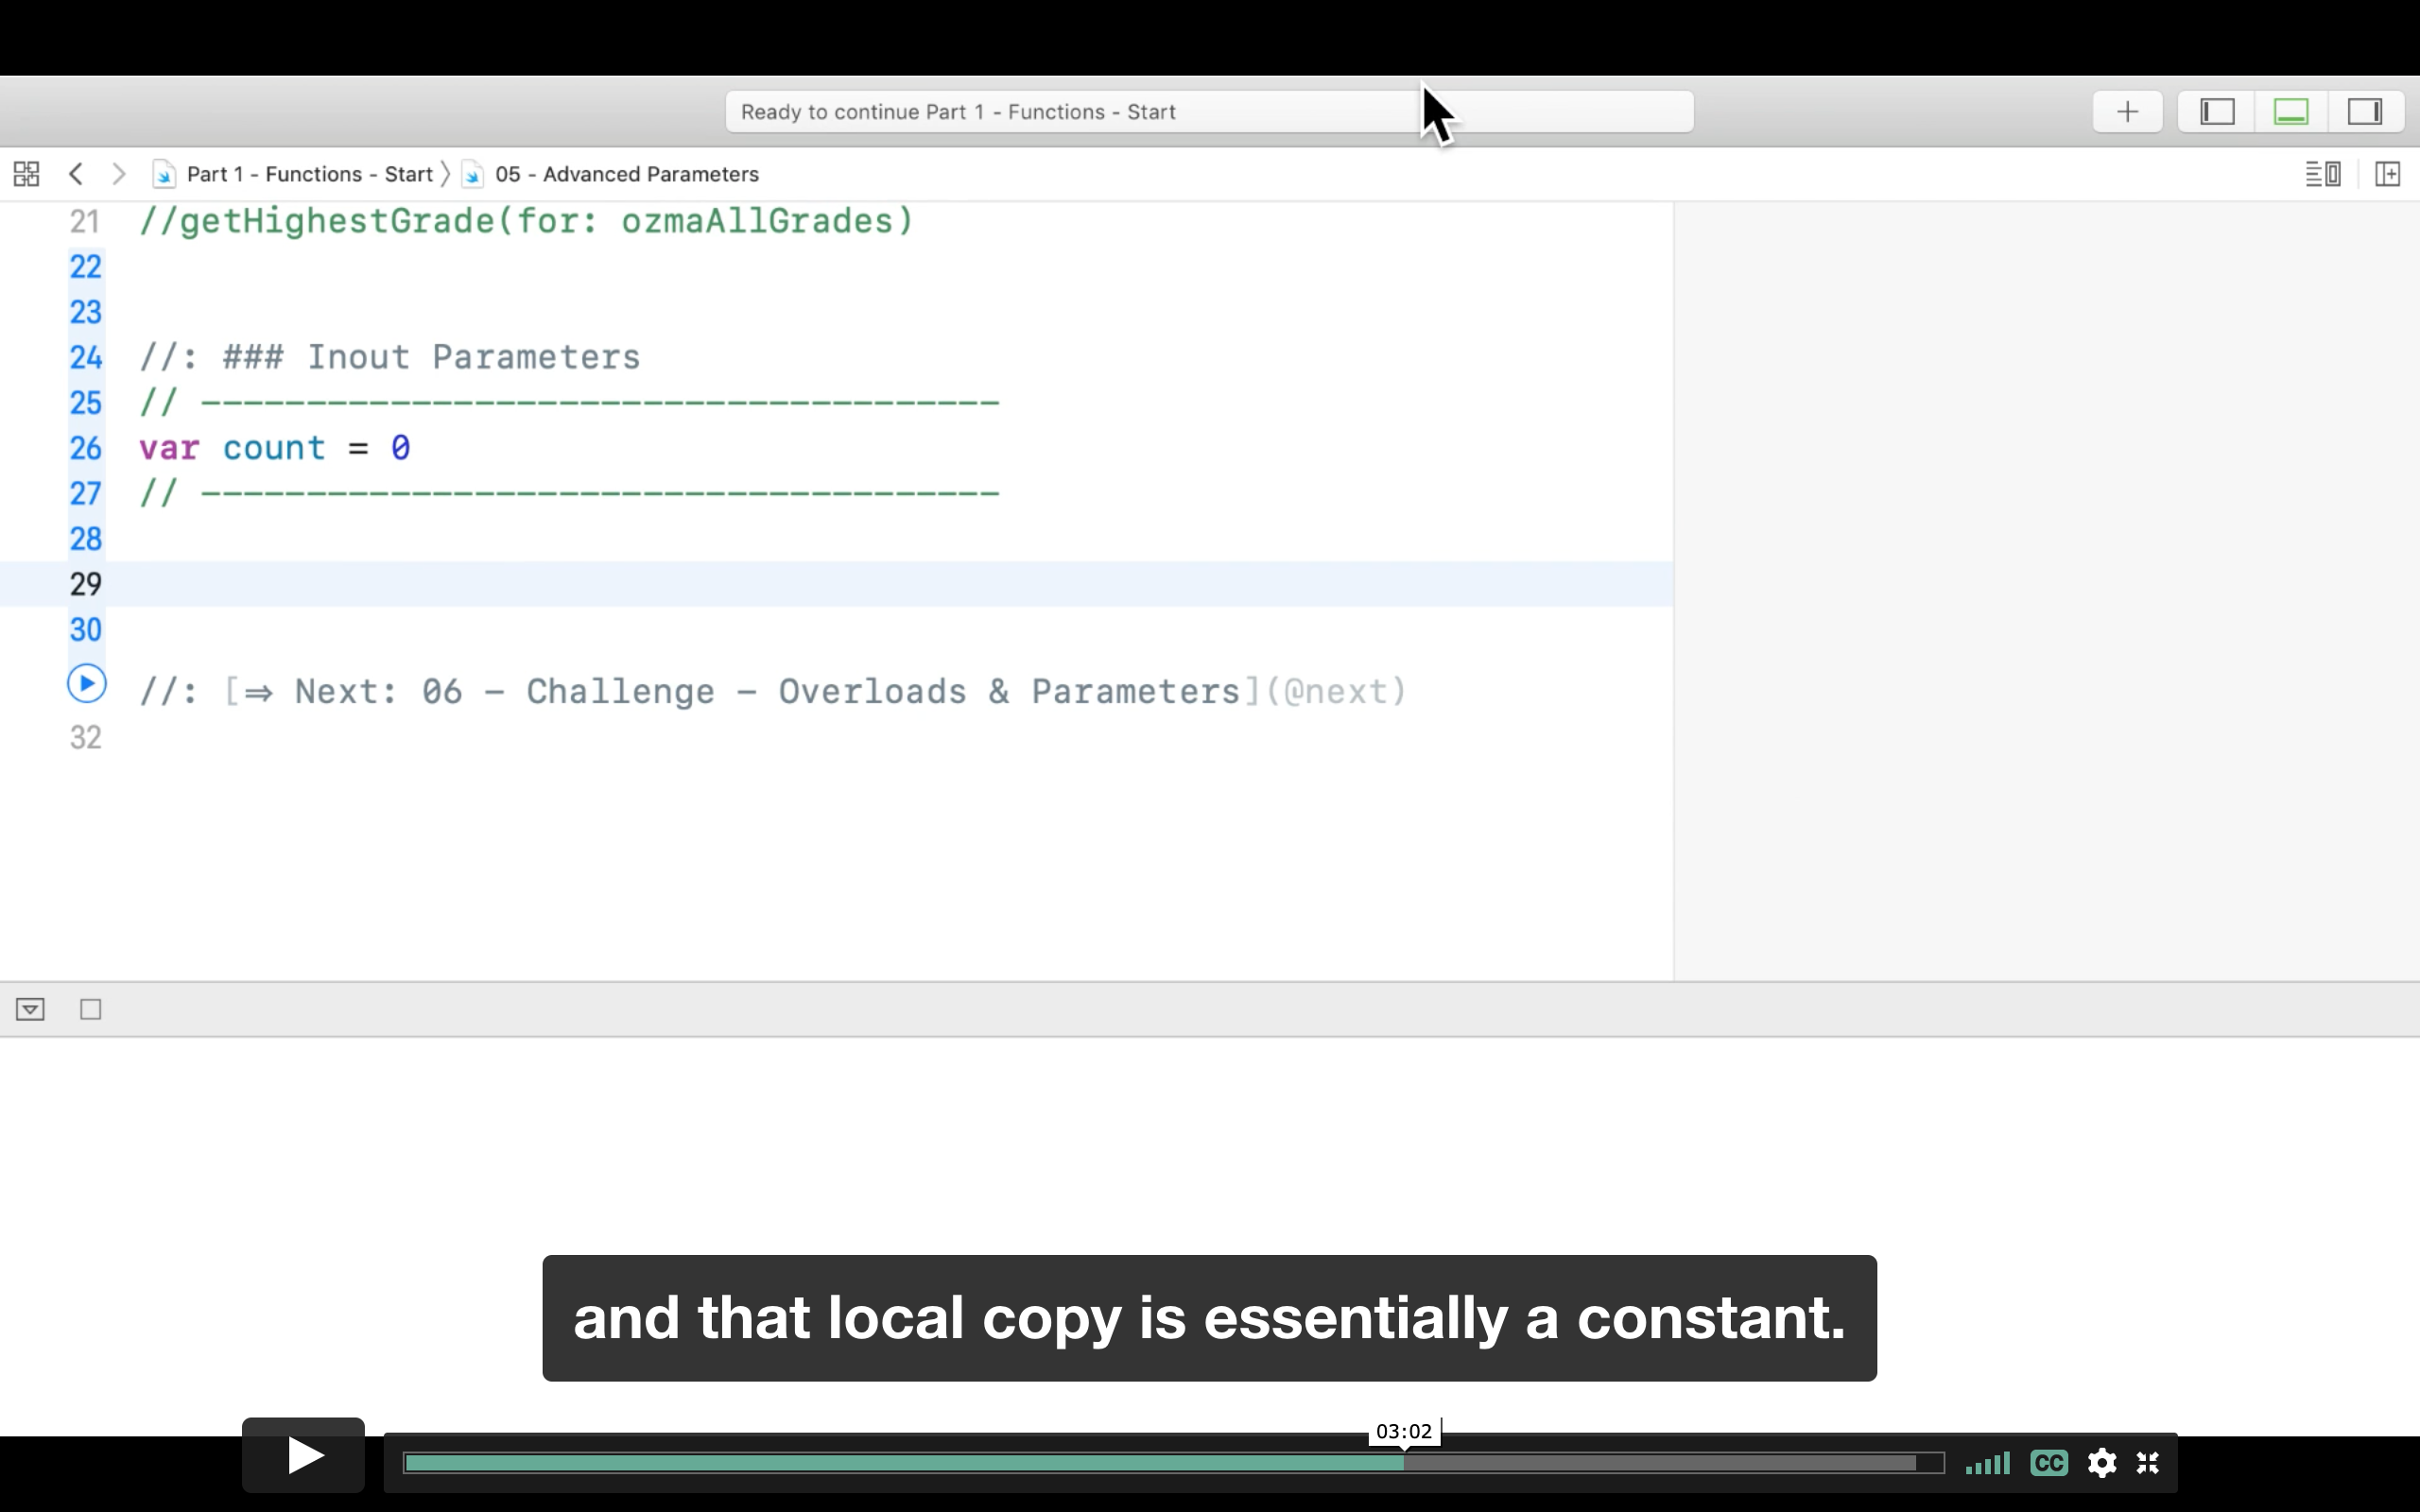 Ready to continue Part 1 - Functions - Start
Part 1 - Functions - Start 〉 05 - Advanced Parameters
21 //getHighestGrade(for: ozmaAllGrades)
22
23
24 //: ### Inout Parameters
25 // --------------------------------------
26 var count = 0
27 // --------------------------------------
28
29
30
//: [⇒ Next: 06 - Challenge - Overloads & Parameters](@next)
32
and that local copy is essentially a constant.
03:02
CC